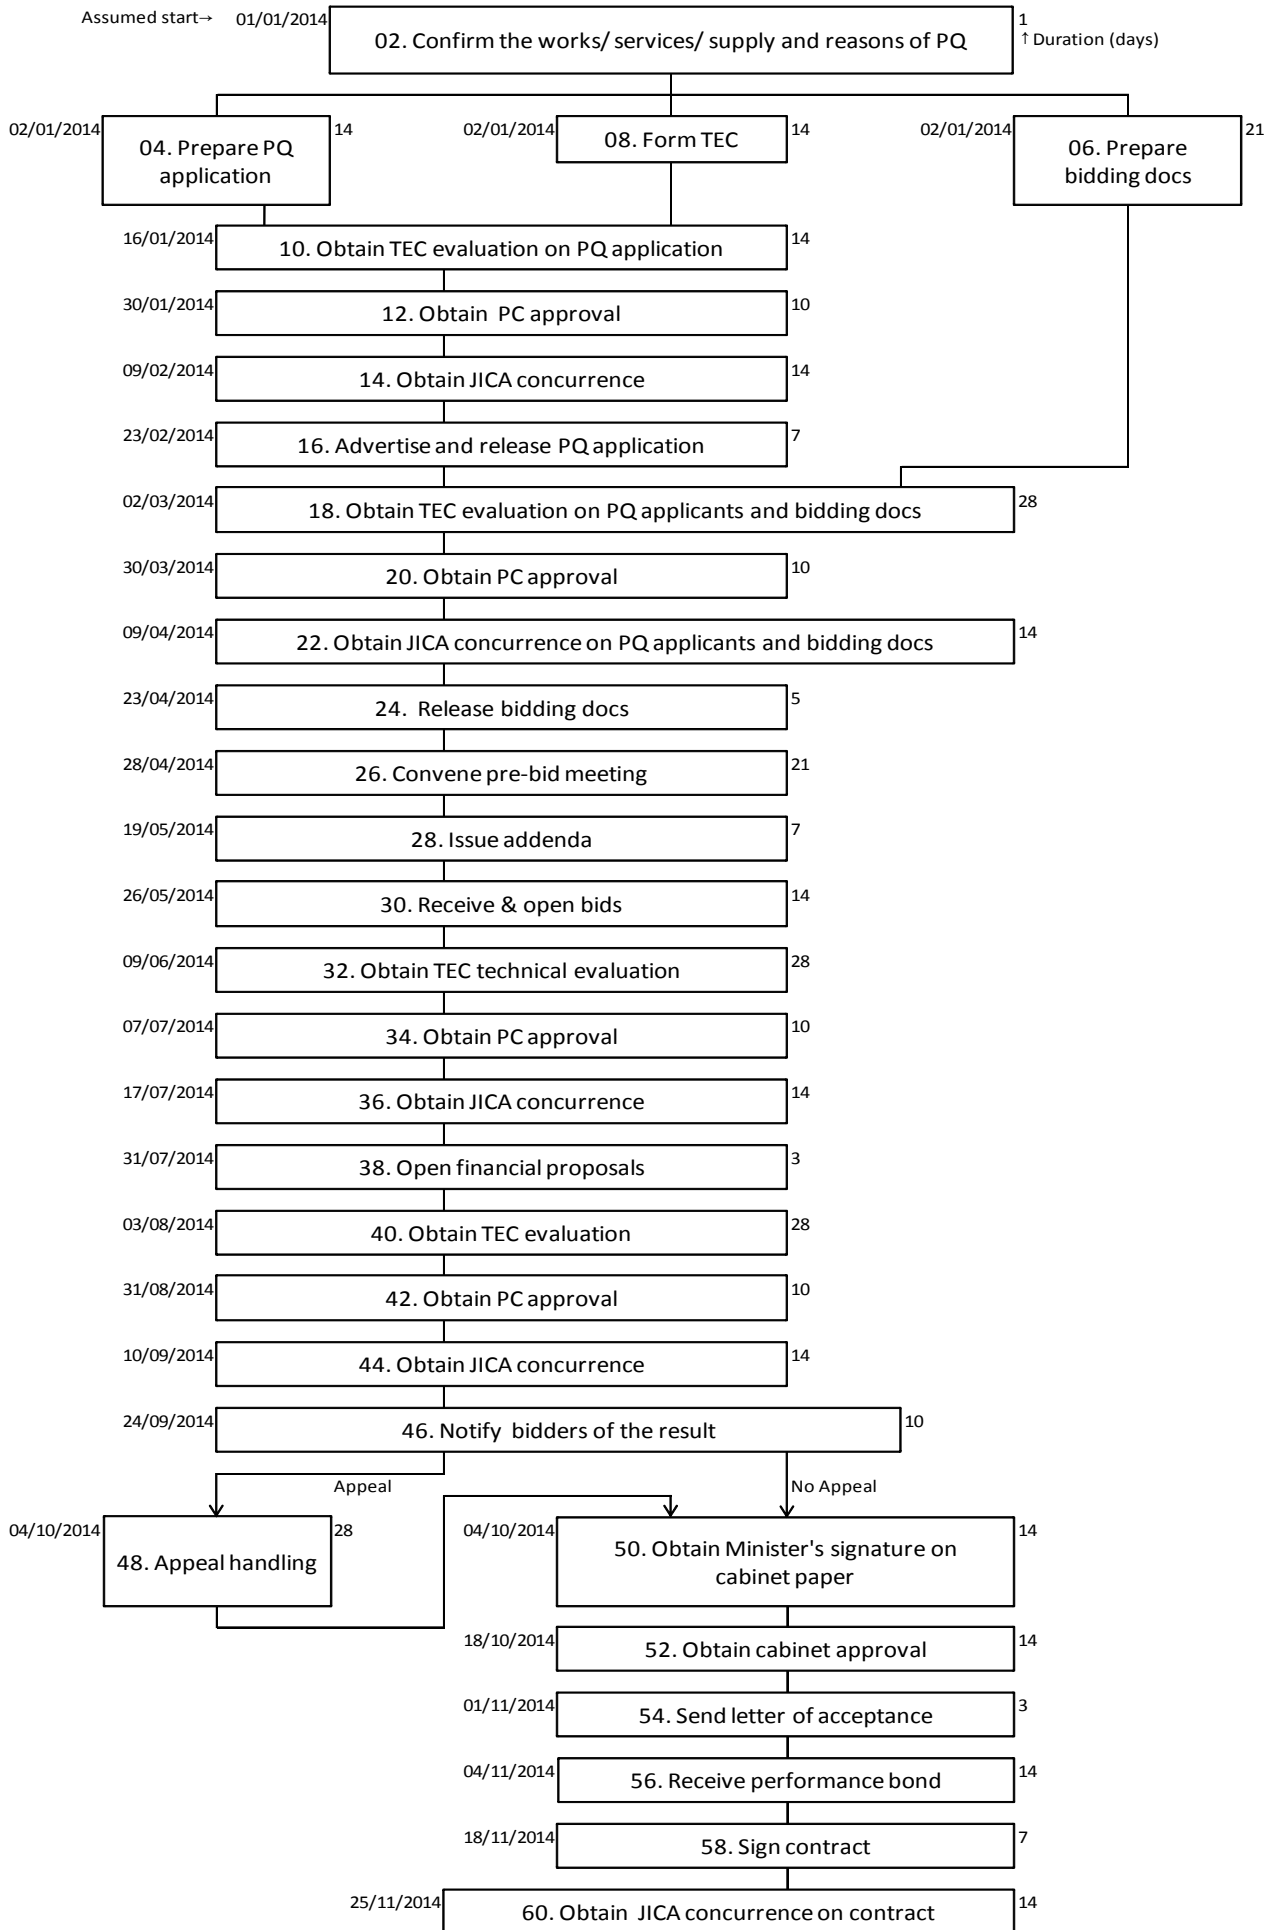 Assumed start→ 01/01/2014 1
02. Confirm the works/ services/ supply and reasons of PQ
↑ Duration (days)
02/01/2014 14 02/01/2014 14 02/01/2014 21
04. Prepare PQ
application
08. Form TEC
06. Prepare
bidding docs
16/01/2014 14
10. Obtain TEC evaluation on PQ application
30/01/2014 10
12. Obtain PC approval
09/02/2014 14
14. Obtain JICA concurrence
23/02/2014 7
16. Advertise and release PQ application
02/03/2014 28
18. Obtain TEC evaluation on PQ applicants and bidding docs
30/03/2014 10
20. Obtain PC approval
09/04/2014 14
22. Obtain JICA concurrence on PQ applicants and bidding docs
23/04/2014 5
24. Release bidding docs
28/04/2014 21
26. Convene pre-bid meeting
19/05/2014 7
28. Issue addenda
26/05/2014 14
30. Receive & open bids
09/06/2014 28
32. Obtain TEC technical evaluation
07/07/2014 10
34. Obtain PC approval
17/07/2014 14
36. Obtain JICA concurrence
31/07/2014 3
38. Open financial proposals
03/08/2014 28
40. Obtain TEC evaluation
31/08/2014 10
42. Obtain PC approval
10/09/2014 14
44. Obtain JICA concurrence
24/09/2014 10
46. Notify bidders of the result
Appeal No Appeal
04/10/2014 28 04/10/2014 14
48. Appeal handling
50. Obtain Minister's signature on
cabinet paper
18/10/2014 14
52. Obtain cabinet approval
01/11/2014 3
54. Send letter of acceptance
04/11/2014 14
56. Receive performance bond
18/11/2014 7
58. Sign contract
25/11/2014 14
60. Obtain JICA concurrence on contract